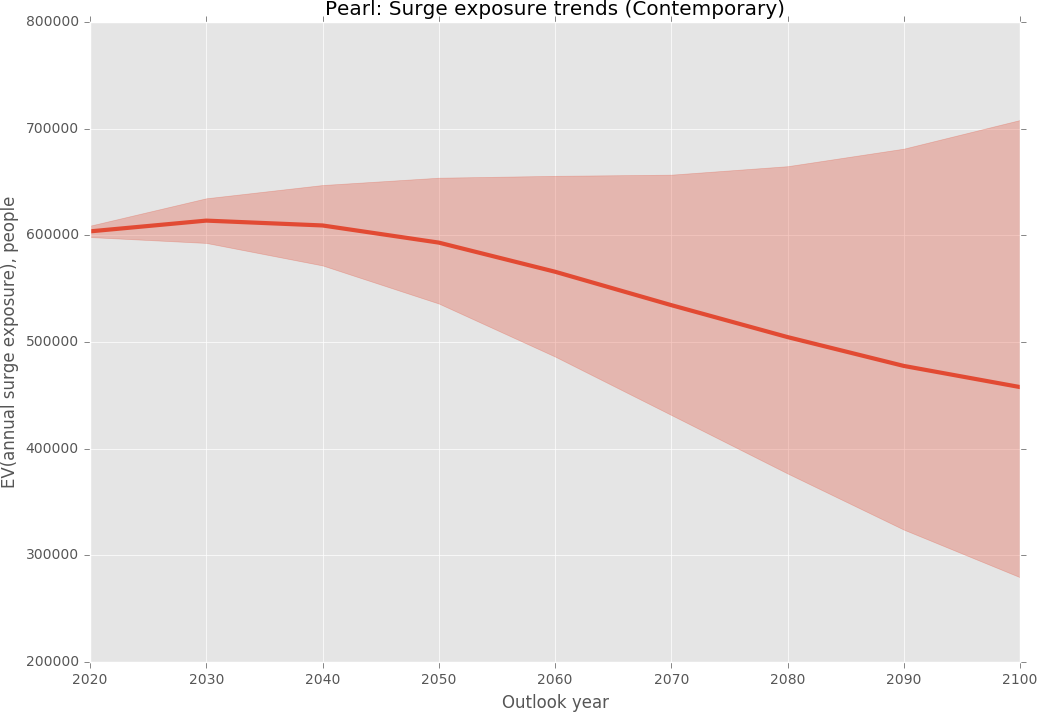 Pearl: Surge exposure trends (Contemporary)
EV(annual surge exposure), people
800000
700000
600000
500000
400000
300000
200000
2020 2030 2040 2050 2060 2070 2080 2090 2100
Outlook year